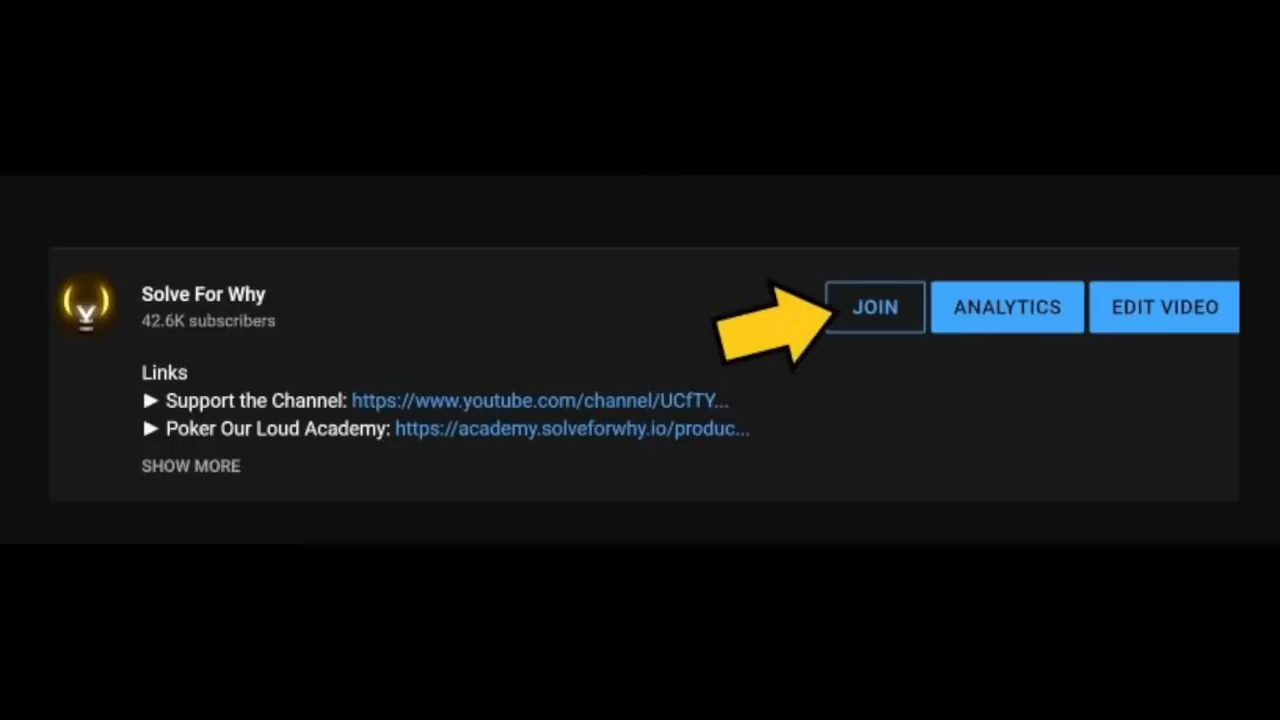 Solve For Why
42.6K subscribers
JOIN
ANALYTICS
EDIT VIDEO
Links
► Support the Channel: https://www.youtube.com/channel/UCfTY...
► Poker Our Loud Academy: https://academy.solveforwhy.io/produc...
SHOW MORE